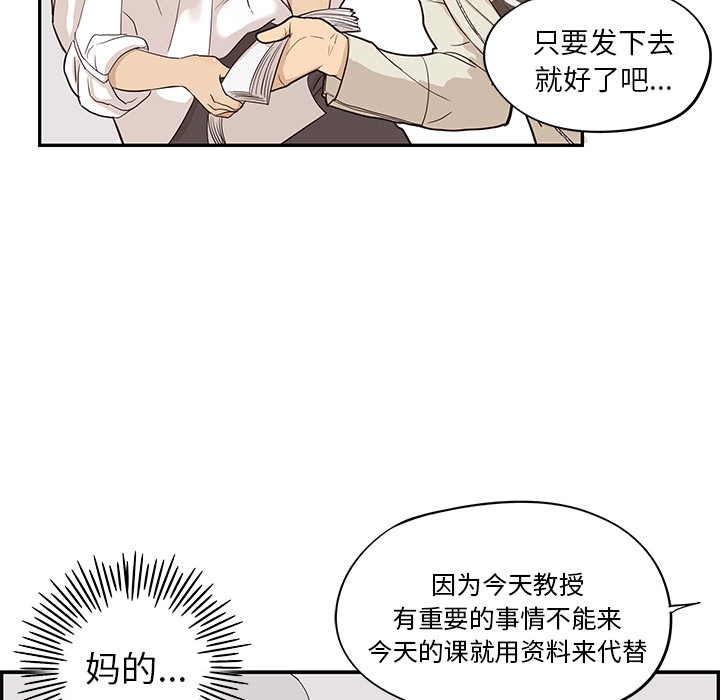 只要发下去
就好了吧...
因为今天教授
有重要的事情不能来
今天的课就用资料来代替
妈的...